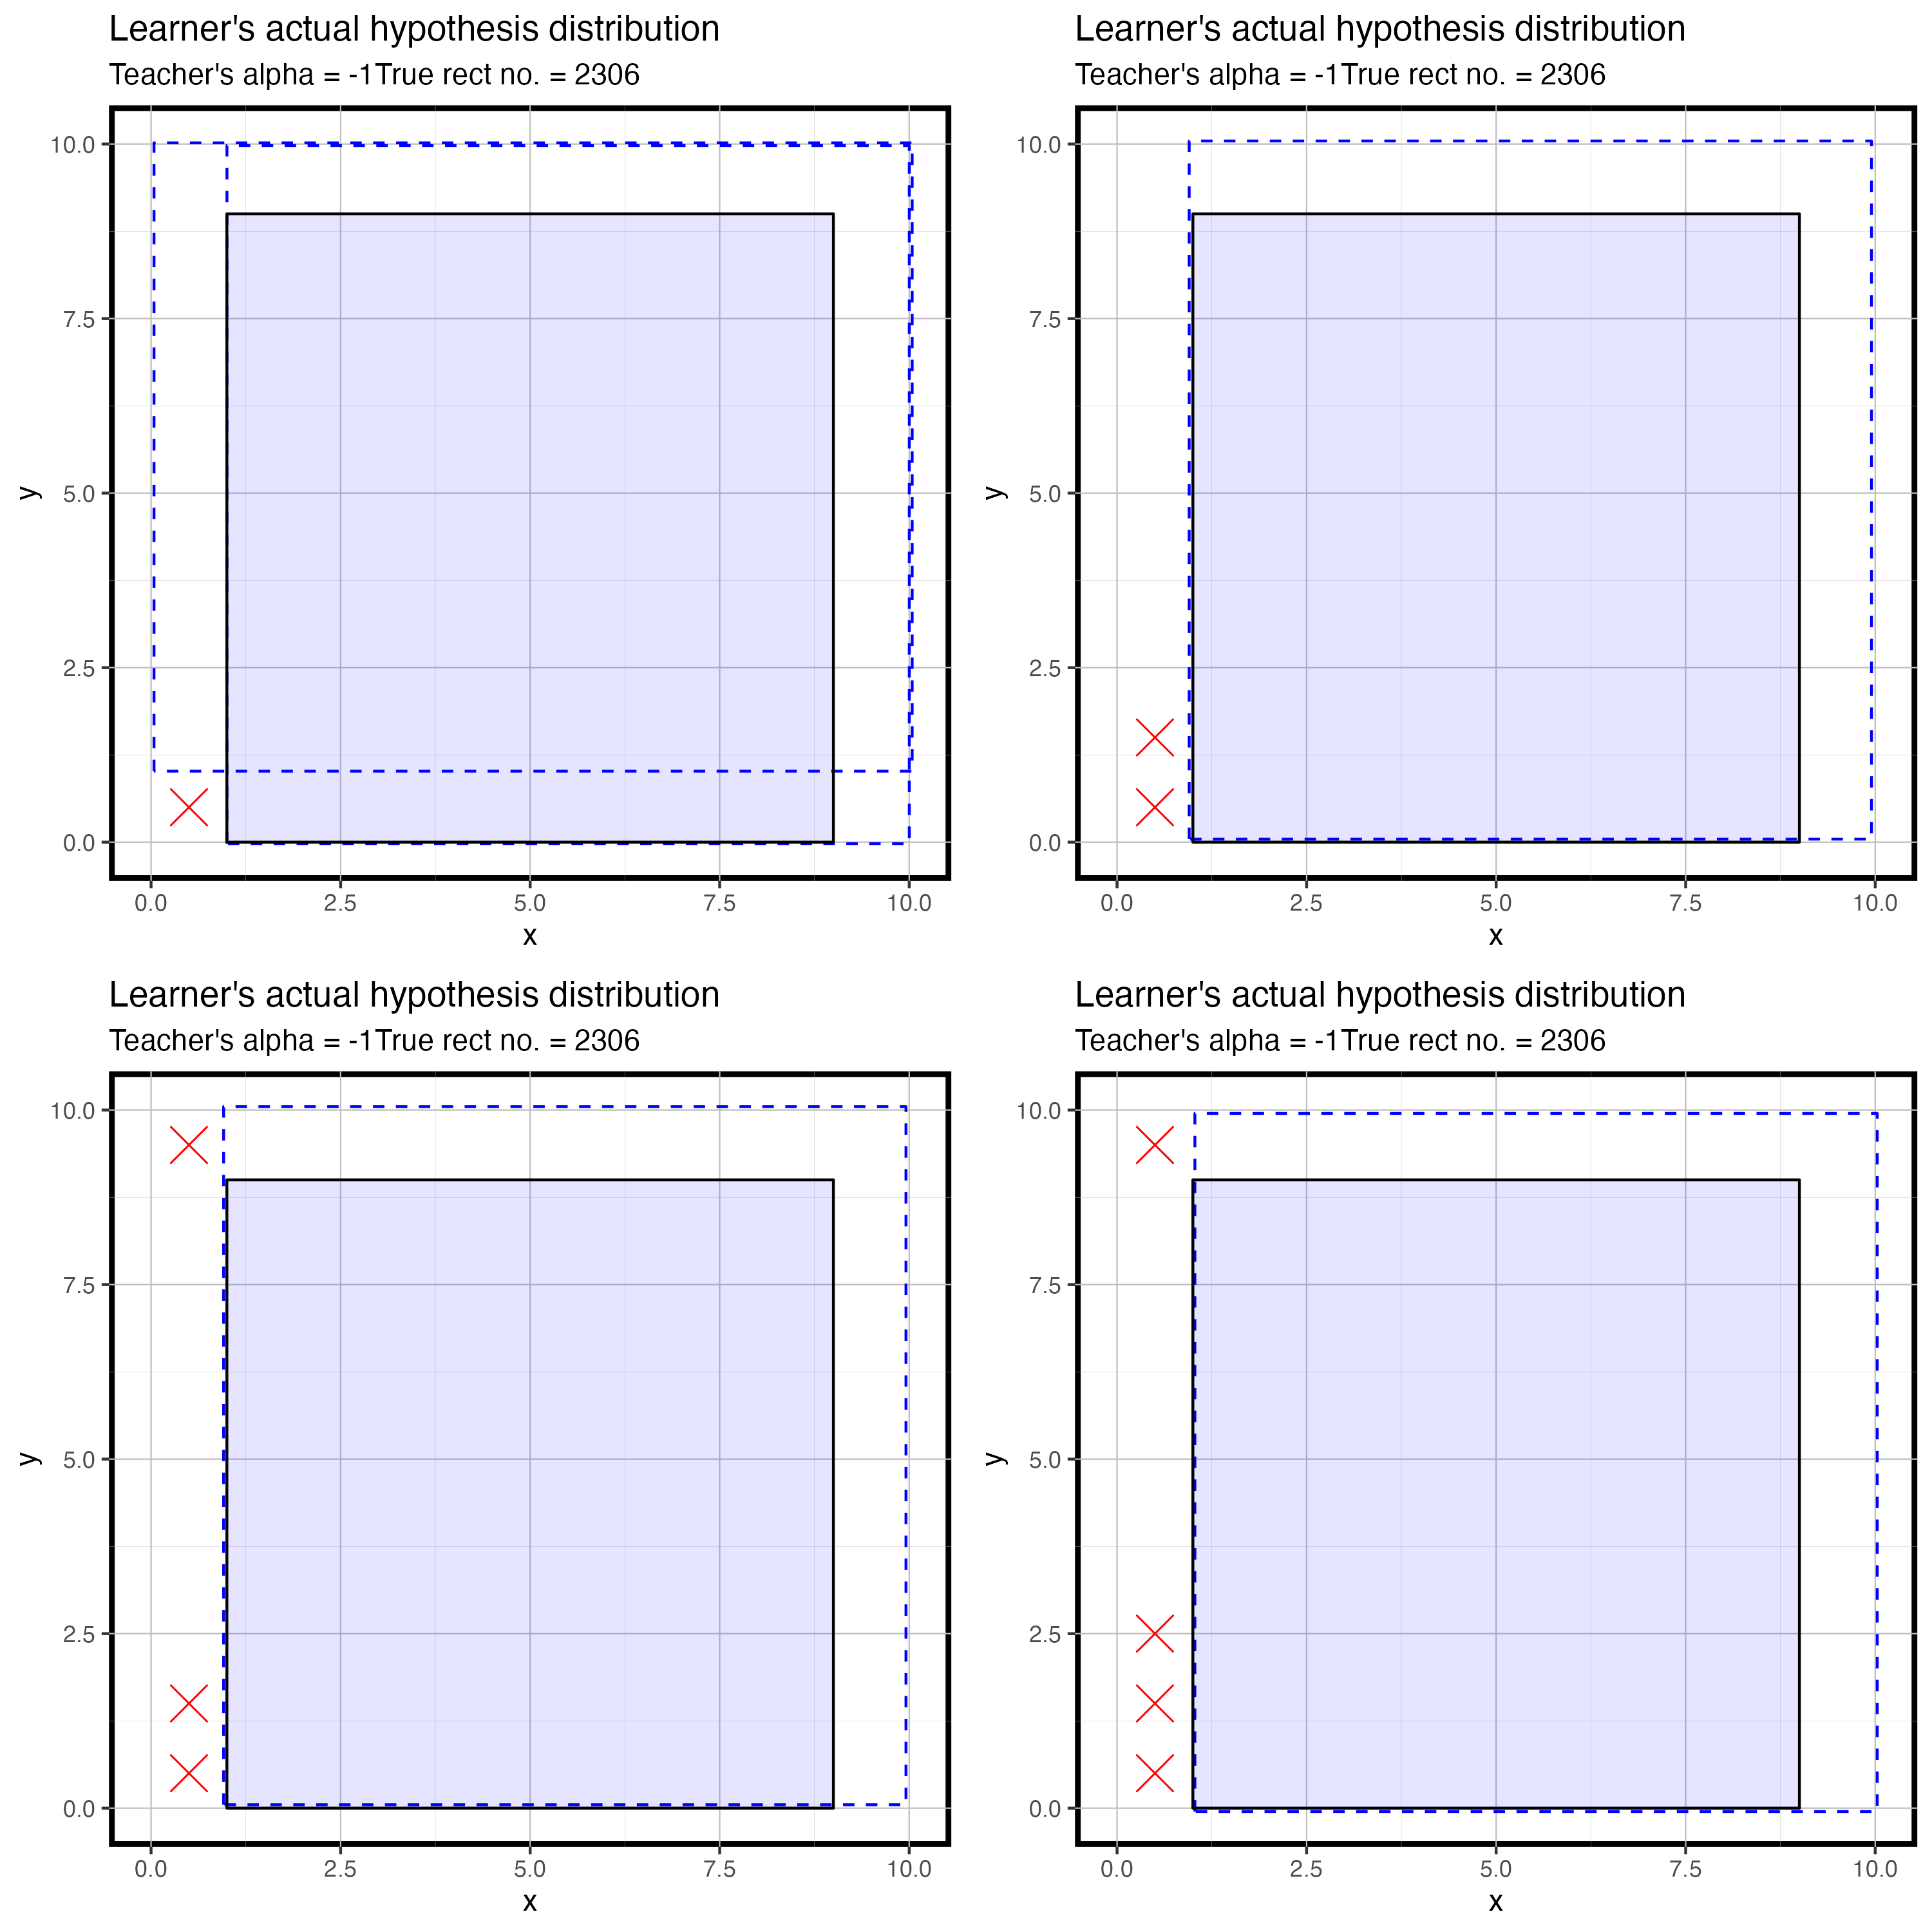 Learner's actual hypothesis distribution
Teacher's alpha = -1True rect no. = 2306
10.0
7.5
5.0
2.5
0.0
y
0.0 2.5 5.0 7.5 10.0
x
Learner's actual hypothesis distribution
Teacher's alpha = -1True rect no. = 2306
10.0
7.5
5.0
2.5
0.0
y
0.0 2.5 5.0 7.5 10.0
x
Learner's actual hypothesis distribution
Teacher's alpha = -1True rect no. = 2306
10.0
7.5
5.0
2.5
0.0
y
0.0 2.5 5.0 7.5 10.0
x
Learner's actual hypothesis distribution
Teacher's alpha = -1True rect no. = 2306
10.0
7.5
5.0
2.5
0.0
y
0.0 2.5 5.0 7.5 10.0
x